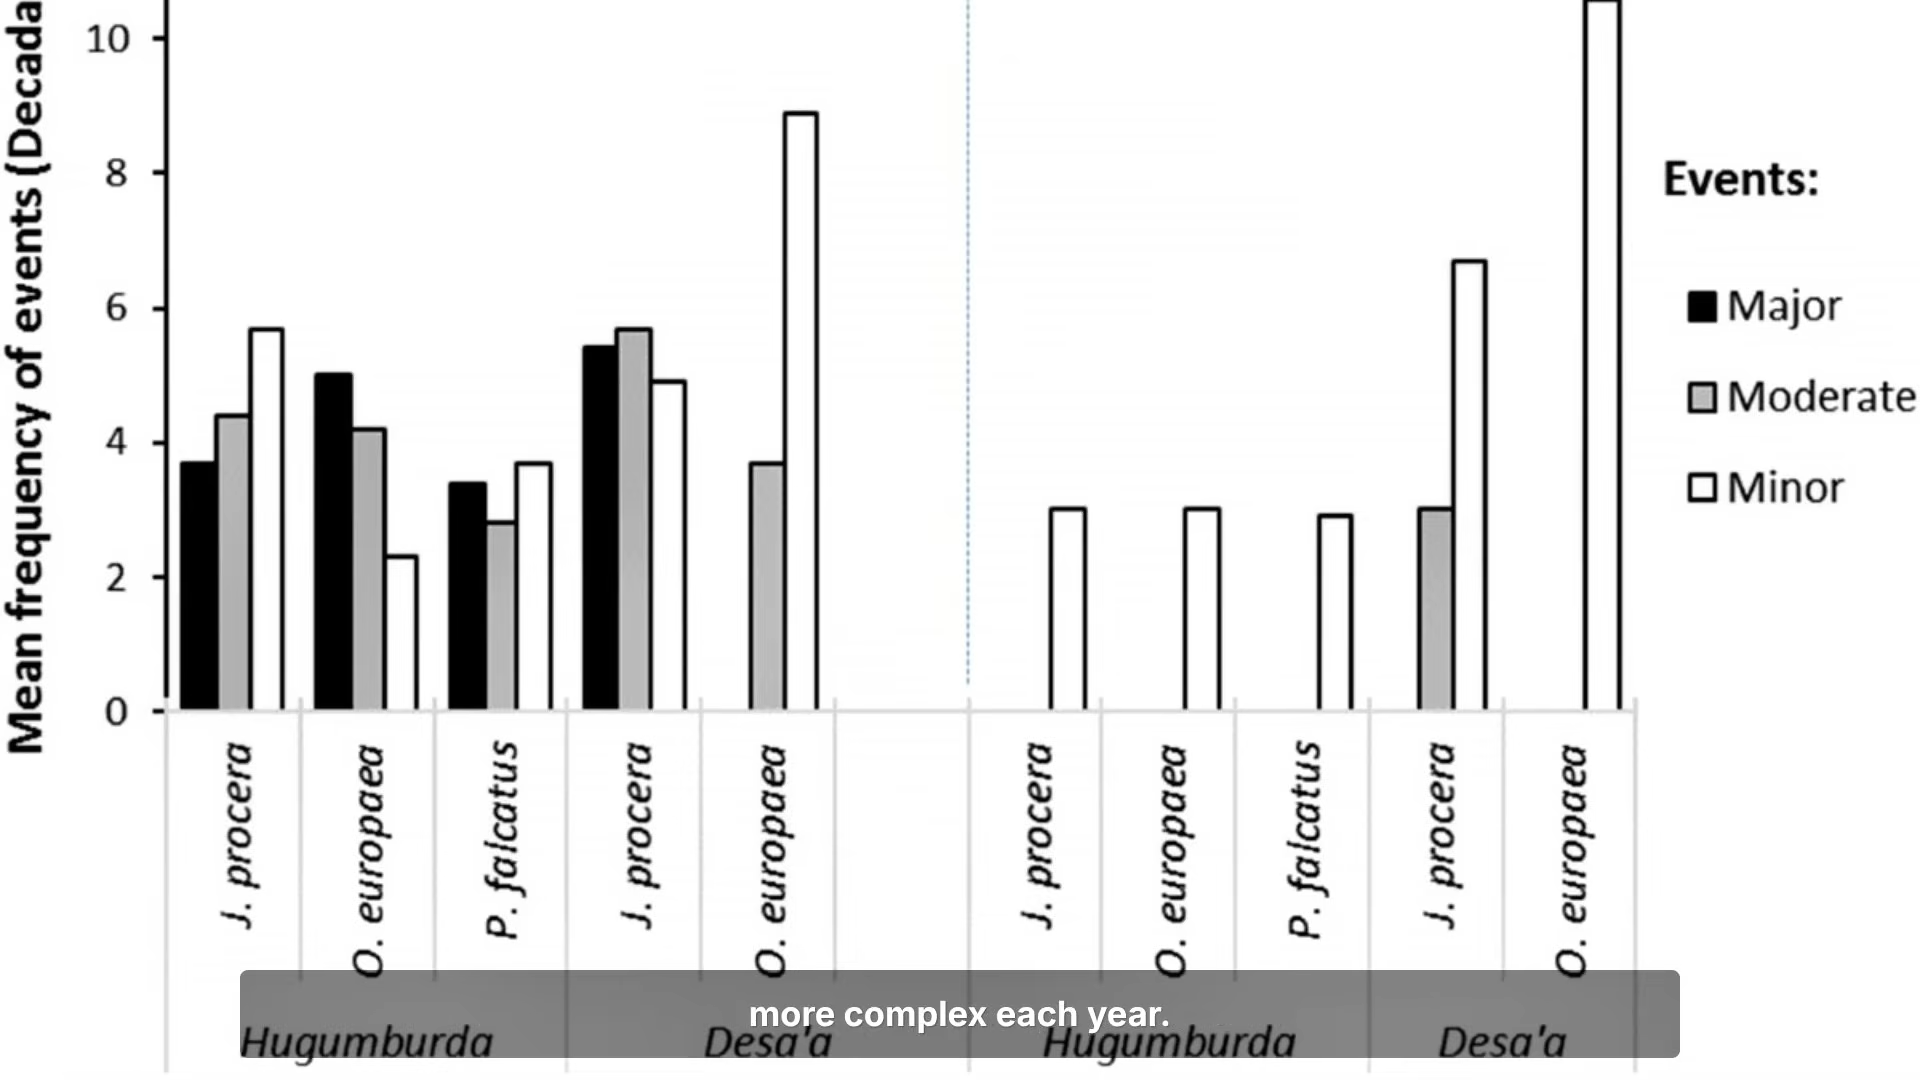 Mean frequency of events (Decada
10
8
6
4
2
0
Events:
Major
Moderate
Minor
J. procera
O. europaea
P. falcatus
J. procera
O. europaea
J. procera
O. europaea
P. falcatus
J. procera
O. europaea
Hugumburda
Desa'a
Hugumburda
Desa'a
more complex each year.